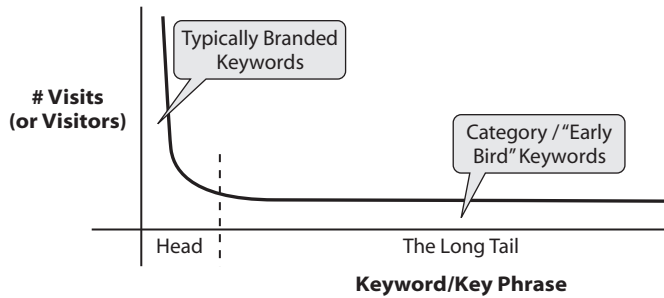 Typically Branded
Keywords
# Visits
(or Visitors)
Category / “Early
Bird” Keywords
Head
The Long Tail
Keyword/Key Phrase